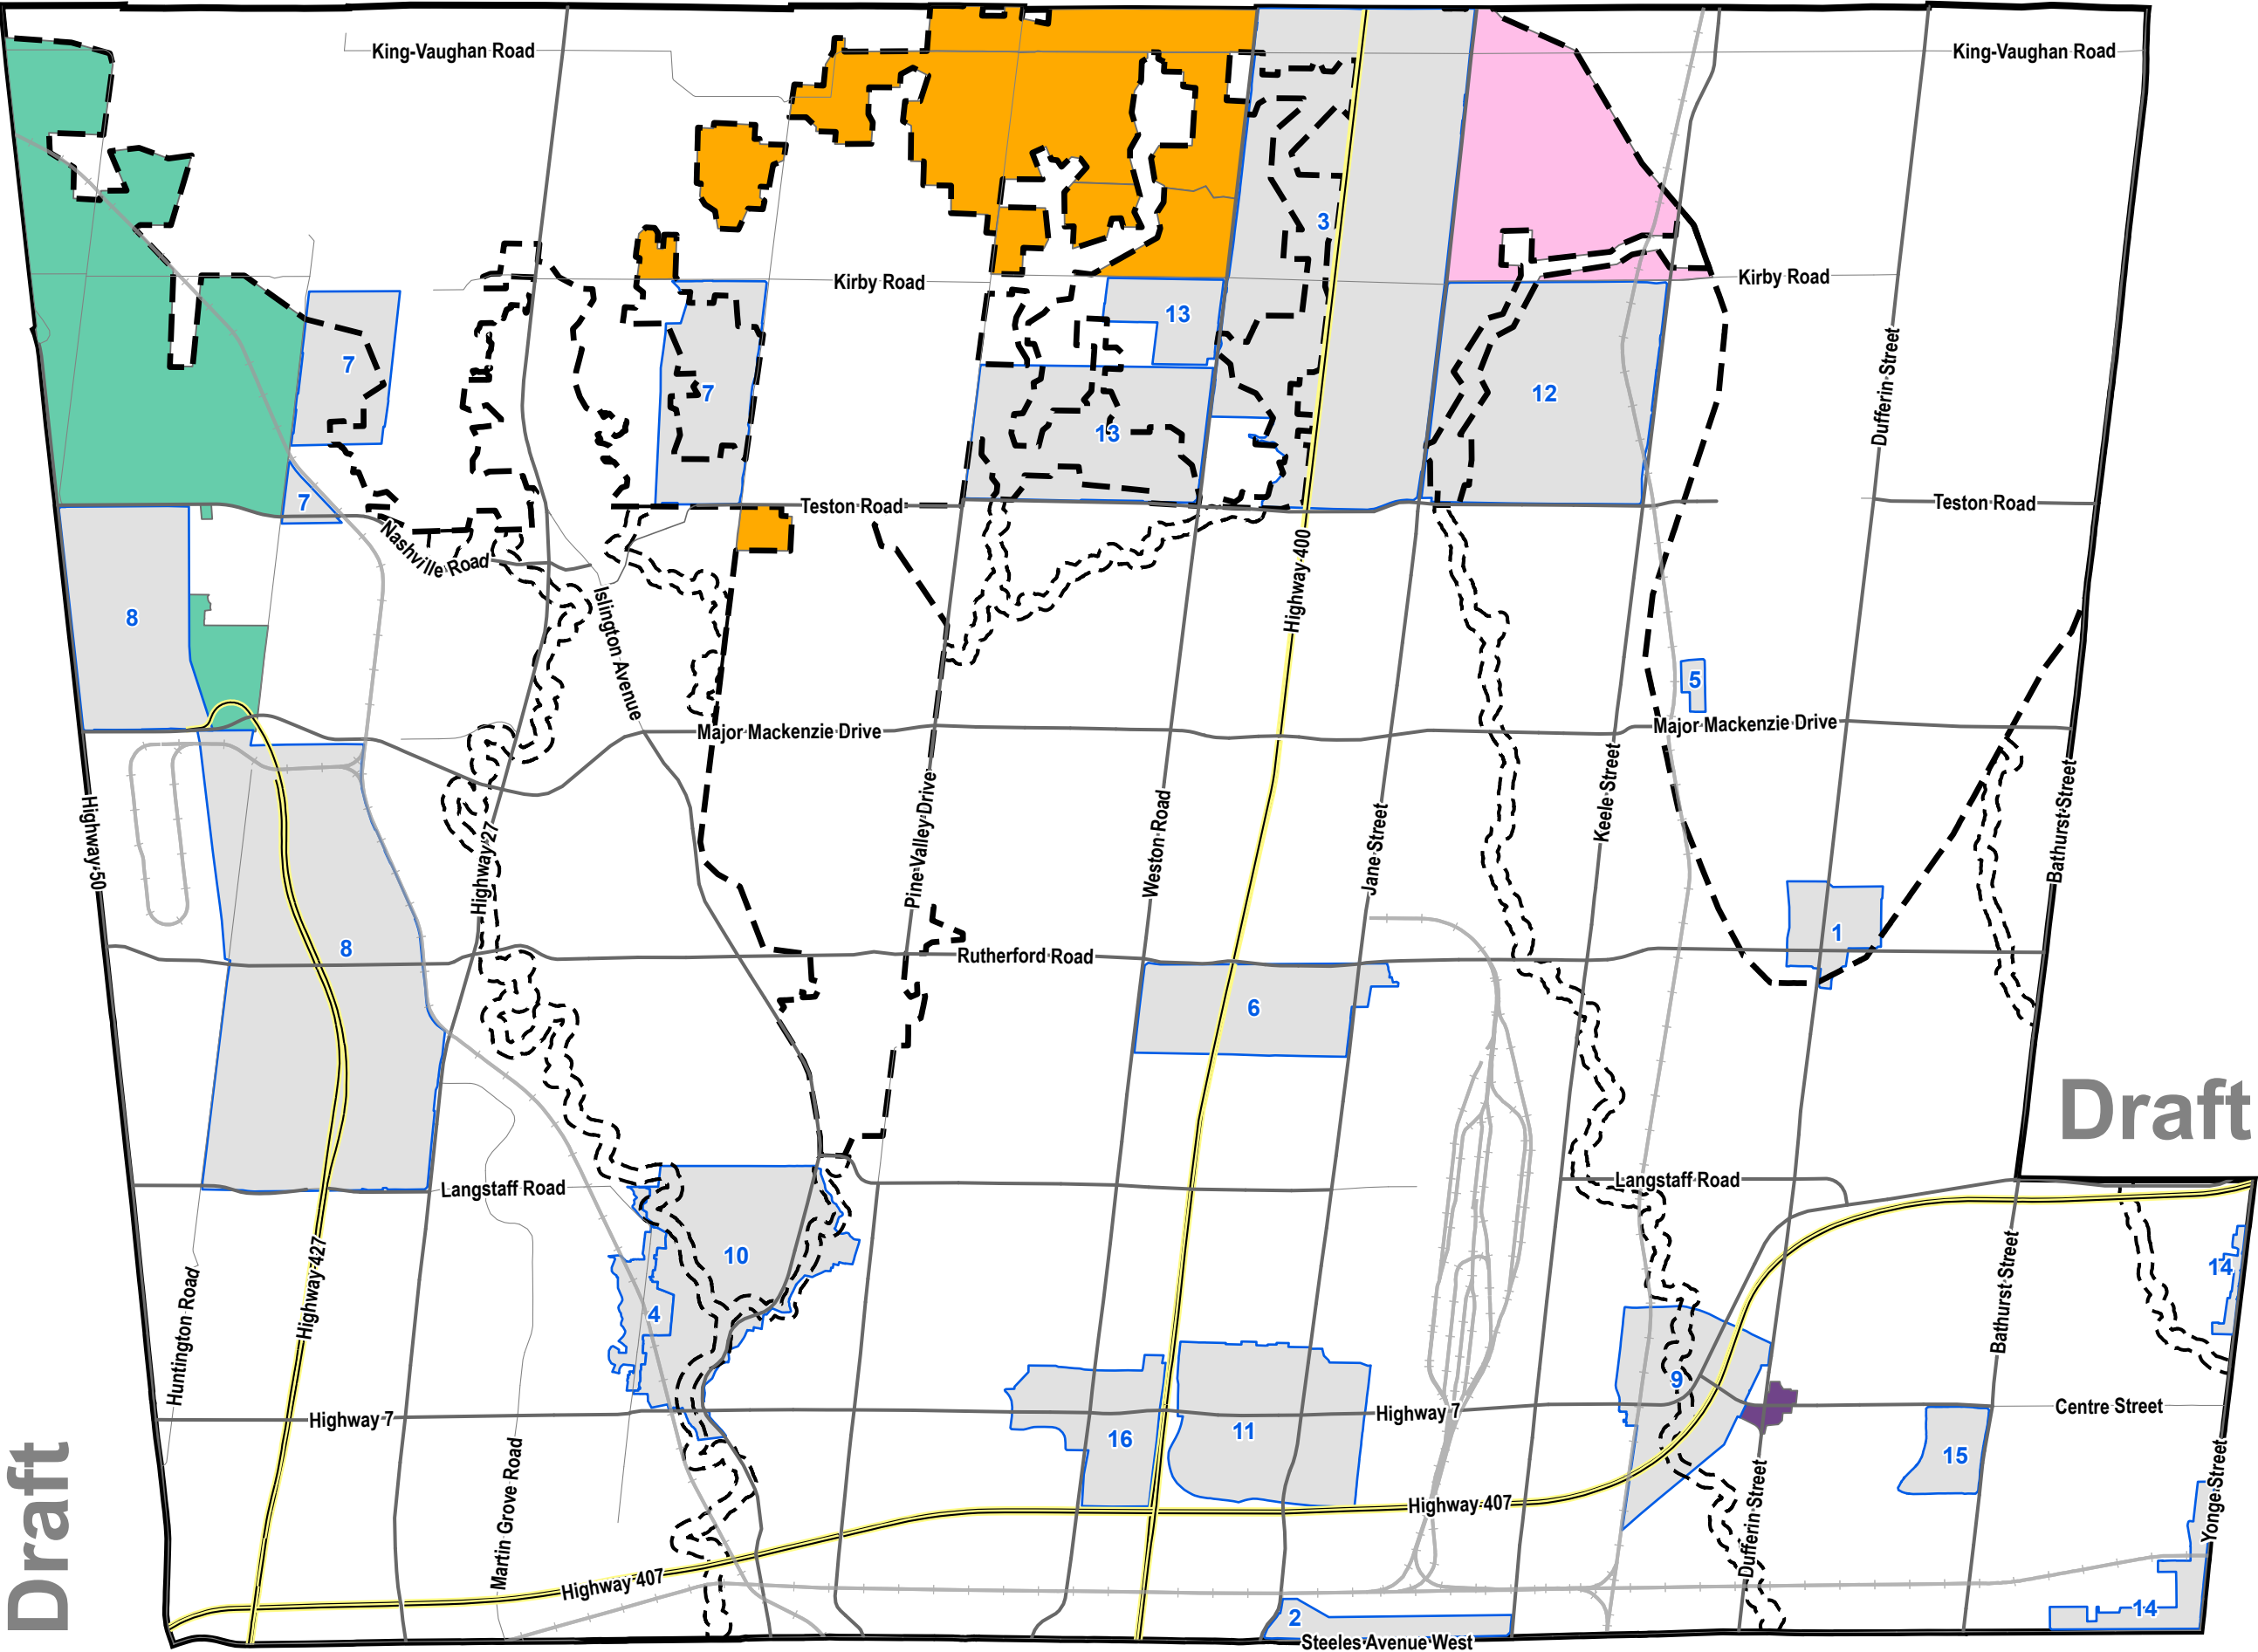 King-Vaughan Road
King-Vaughan Road
3
Kirby Road
Kirby Road
13
7
7
12
13
Dufferin Street
7
Teston Road
Teston Road
Nashville Road
Highway 400
8
Islington Avenue
5
Major Mackenzie Drive
Major Mackenzie Drive
Highway 50
Highway 27
Pine Valley Drive
Weston Road
Jane Street
Keele Street
Bathurst Street
1
8
Rutherford Road
6
Draft
Langstaff Road
Langstaff Road
10
14
Huntington Road
Highway 427
4
Bathurst Street
9
Highway 7
Highway 7
Centre Street
16
11
15
Draft
Martin Grove Road
Highway 407
Highway 407
Dufferin Street
Yonge Street
2
14
Steeles Avenue West